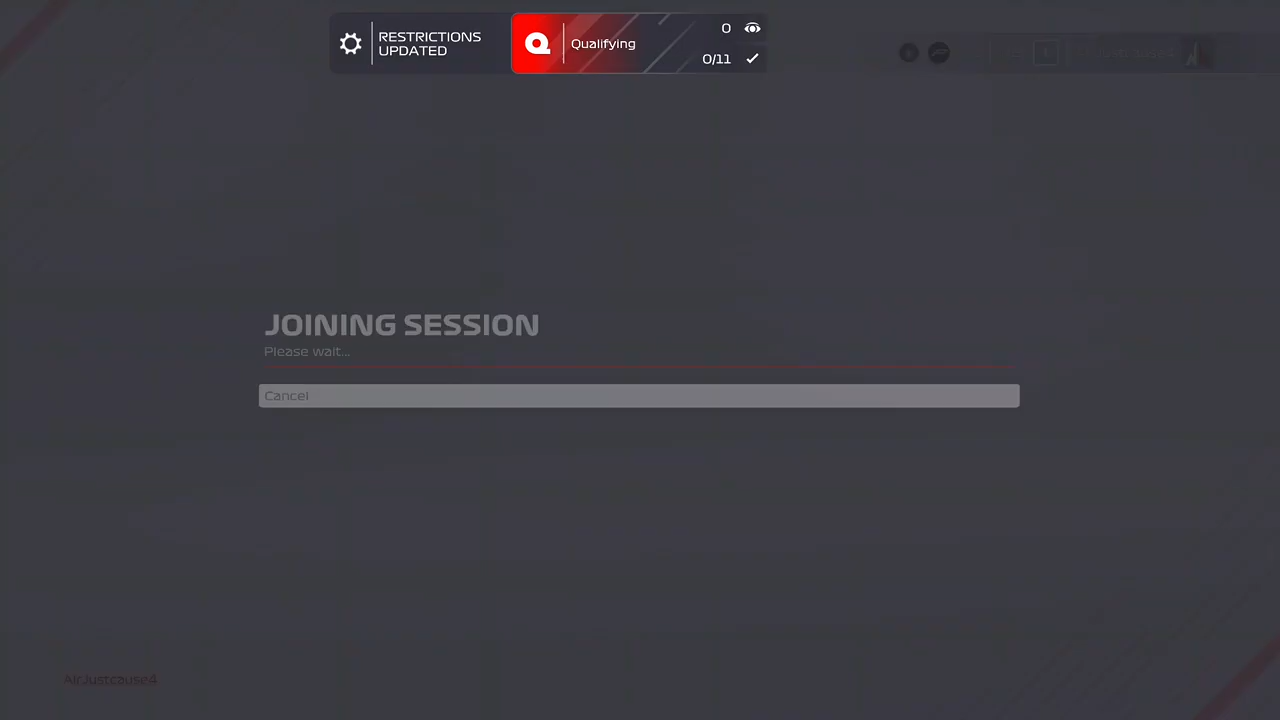 RESTRICTIONS
UPDATED
Q
Qualifying
0
0/11
JOINING SESSION
Please wait...
Cancel
AirJustcause4